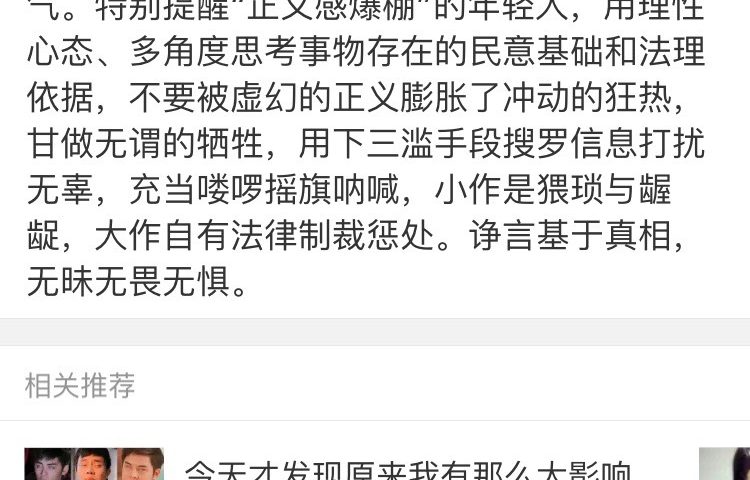 气。特别提醒“正义感爆棚”的年轻人，用理性
心态、多角度思考事物存在的民意基础和法理
依据，不要被虚幻的正义膨胀了冲动的狂热，
甘做无谓的牺牲，用下三滥手段搜罗信息打扰
无辜，充当喽啰摇旗呐喊，小作是猥琐与龌
龊，大作自有法律制裁惩处。诤言基于真相，
无昧无畏无惧。
相关推荐
今天才发现原来我有那么大影响